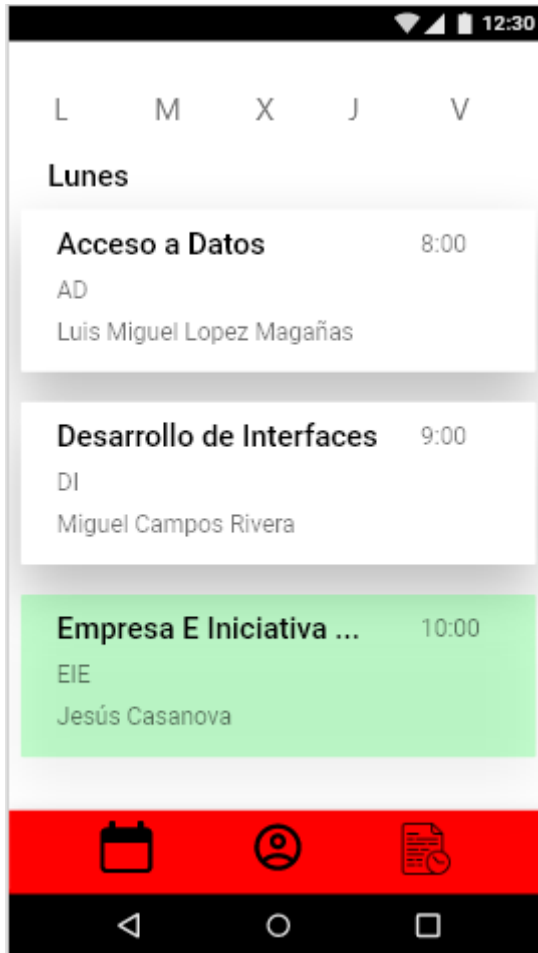 12:30
L M X J V
Lunes
Acceso a Datos 8:00
AD
Luis Miguel Lopez Magañas
Desarrollo de Interfaces 9:00
DI
Miguel Campos Rivera
Empresa E Iniciativa ... 10:00
EIE
Jesús Casanova